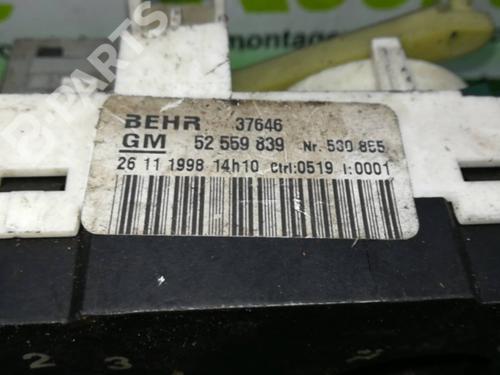 B-PARTS
montage
BEHR 37646
GM 52 559 839 Nr. 530 855
26 11 1998 14h10 Ctrl:0519 I:0001
2 3